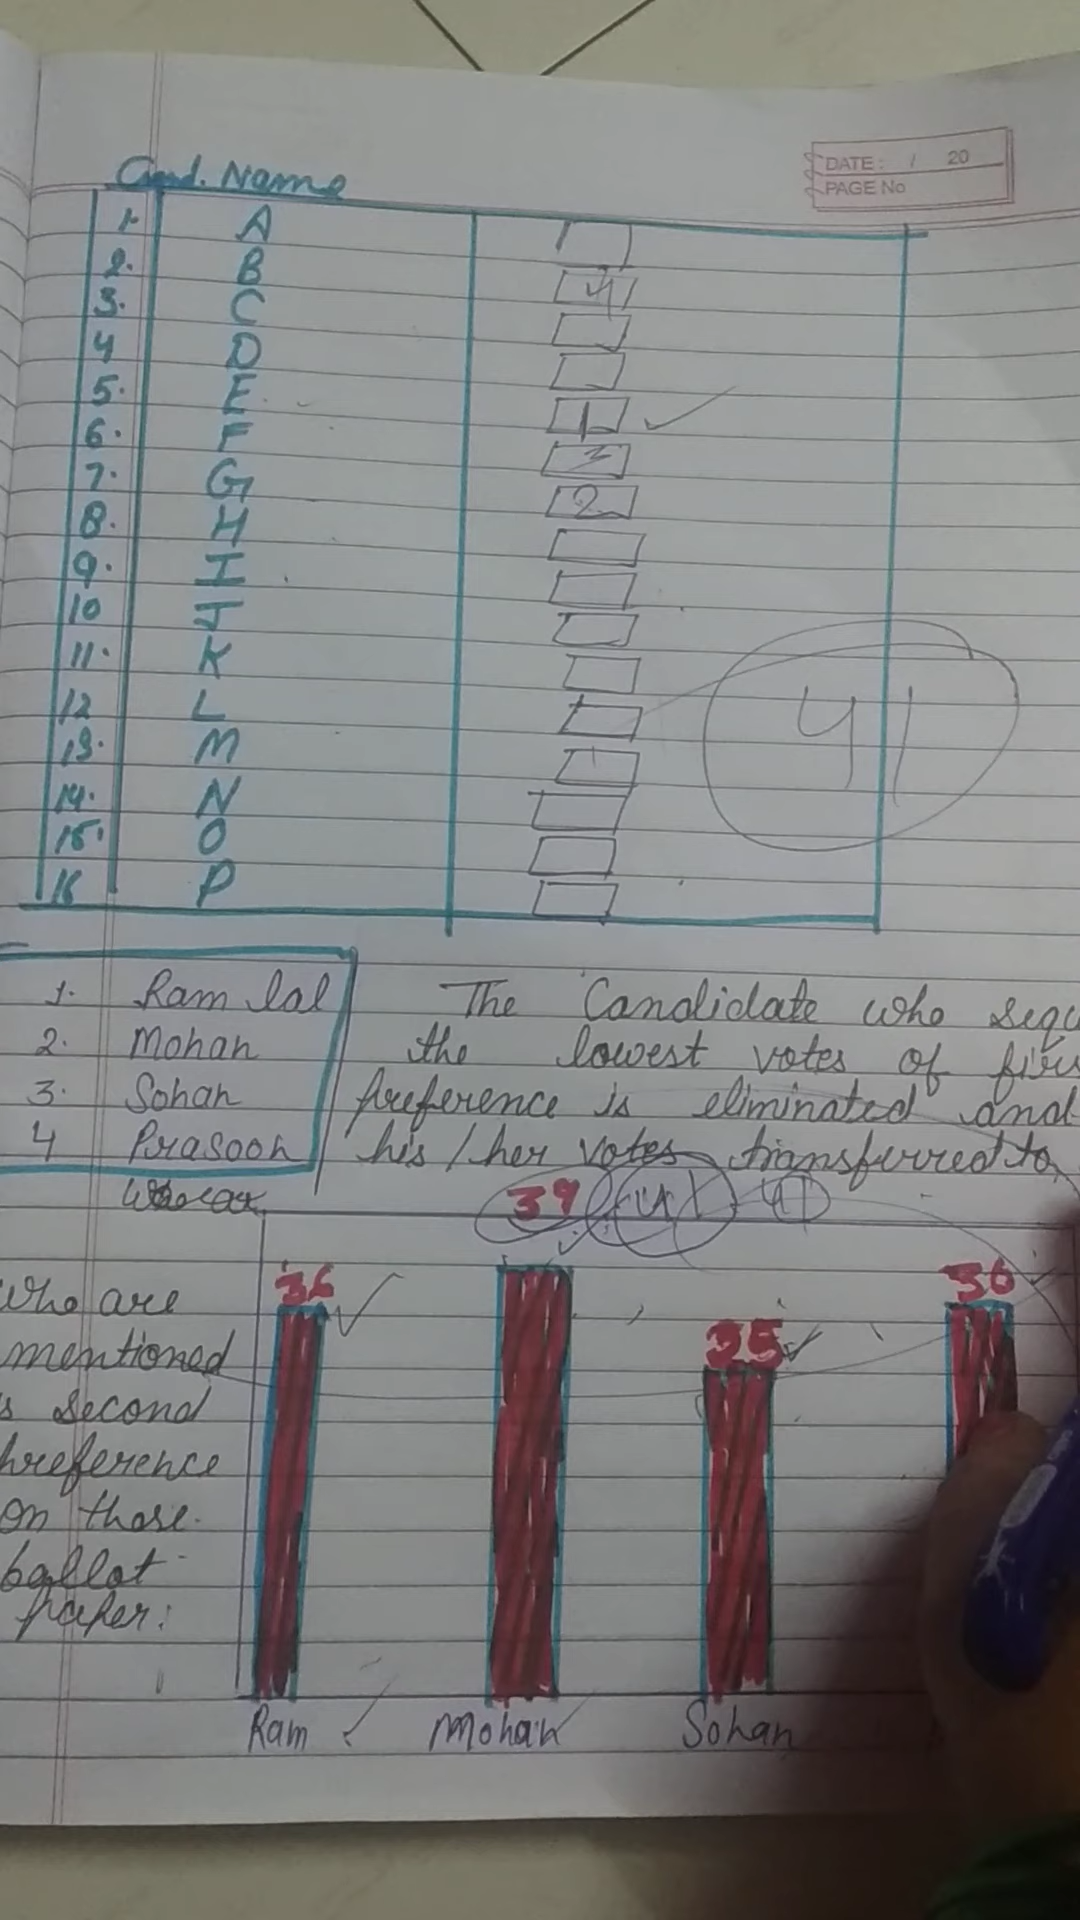 Cand. Name
DATE: / 20
PAGE No
1. A
2. B
3. C 4
4 D
5. E
6. F 1
7. G 3
8. H 2
9. I
10 J
11. K
12 L
13. M
14. N
15. O
16 P
41
1. Ram lal
2. Mohan
3. Sohan
4 Prasoon
The Candidate who sequ
the lowest votes of
preference is eliminated and
his / her votes transferred to
39 41 41
who are
mentioned
s second
preference
on those.
ballot
paper:
36
35
36
Ram Mohan Sohan